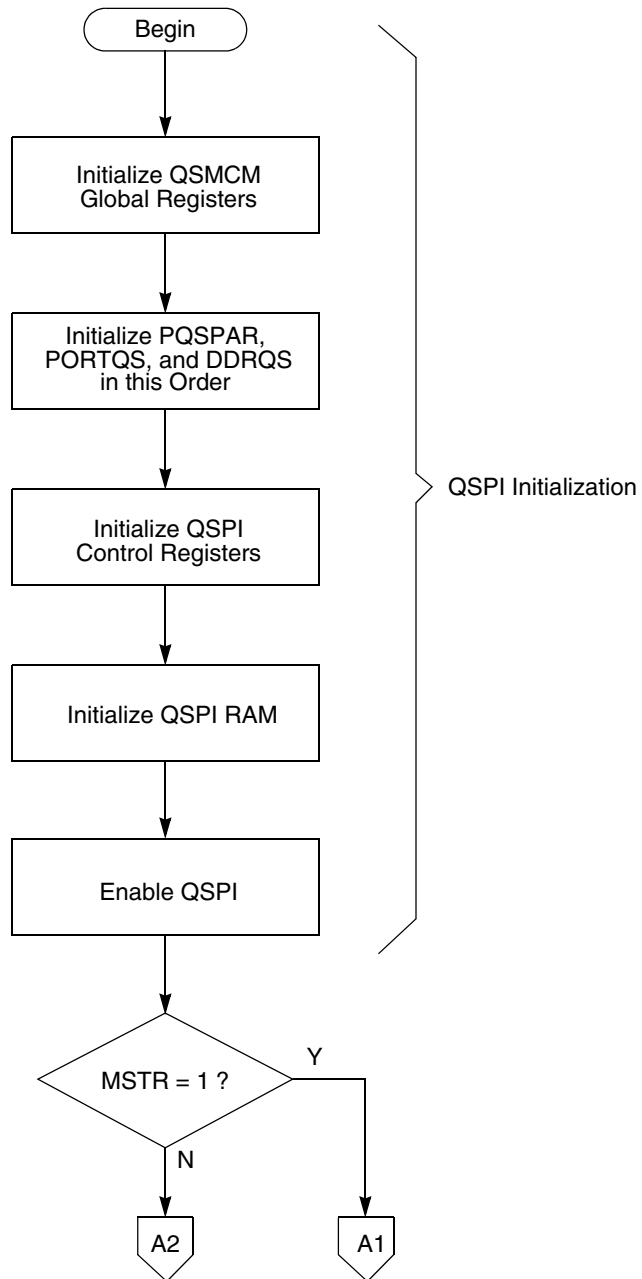 Begin
Initialize QSMCM
Global Registers
Initialize PQSPAR,
PORTQS, and DDRQS
in this Order
QSPI Initialization
Initialize QSPI
Control Registers
Initialize QSPI RAM
Enable QSPI
MSTR = 1 ?
Y
N
A2
A1